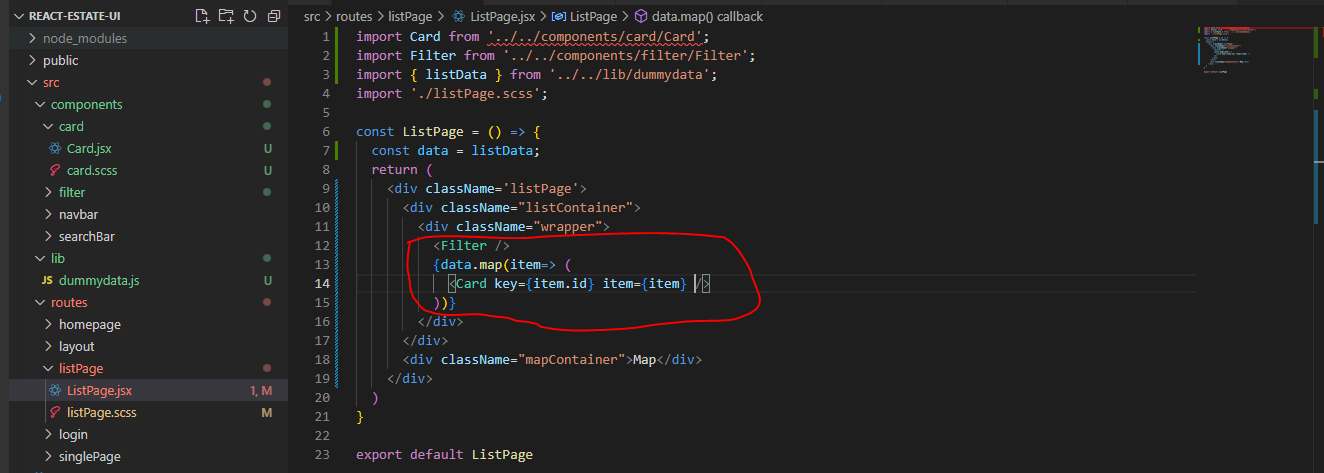 REACT-ESTATE-UI
node_modules
public
src
components
card
Card.jsx U
card.scss U
filter
navbar
searchBar
lib
JS dummydata.js U
routes
homepage
layout
listPage
ListPage.jsx 1, M
listPage.scss M
login
singlePage
src > routes > listPage > ListPage.jsx > ListPage > data.map() callback
1 import Card from '../../components/card/Card';
2 import Filter from '../../components/filter/Filter';
3 import { listData } from '../../lib/dummydata';
4 import './listPage.scss';
5
6 const ListPage = () => {
7 const data = listData;
8 return (
9 <div className='listPage'>
10 <div className="listContainer">
11 <div className="wrapper">
12 <Filter />
13 {data.map(item=> (
14 <Card key={item.id} item={item} />
15 ))}
16 </div>
17 </div>
18 <div className="mapContainer">Map</div>
19 </div>
20 )
21 }
22
23 export default ListPage